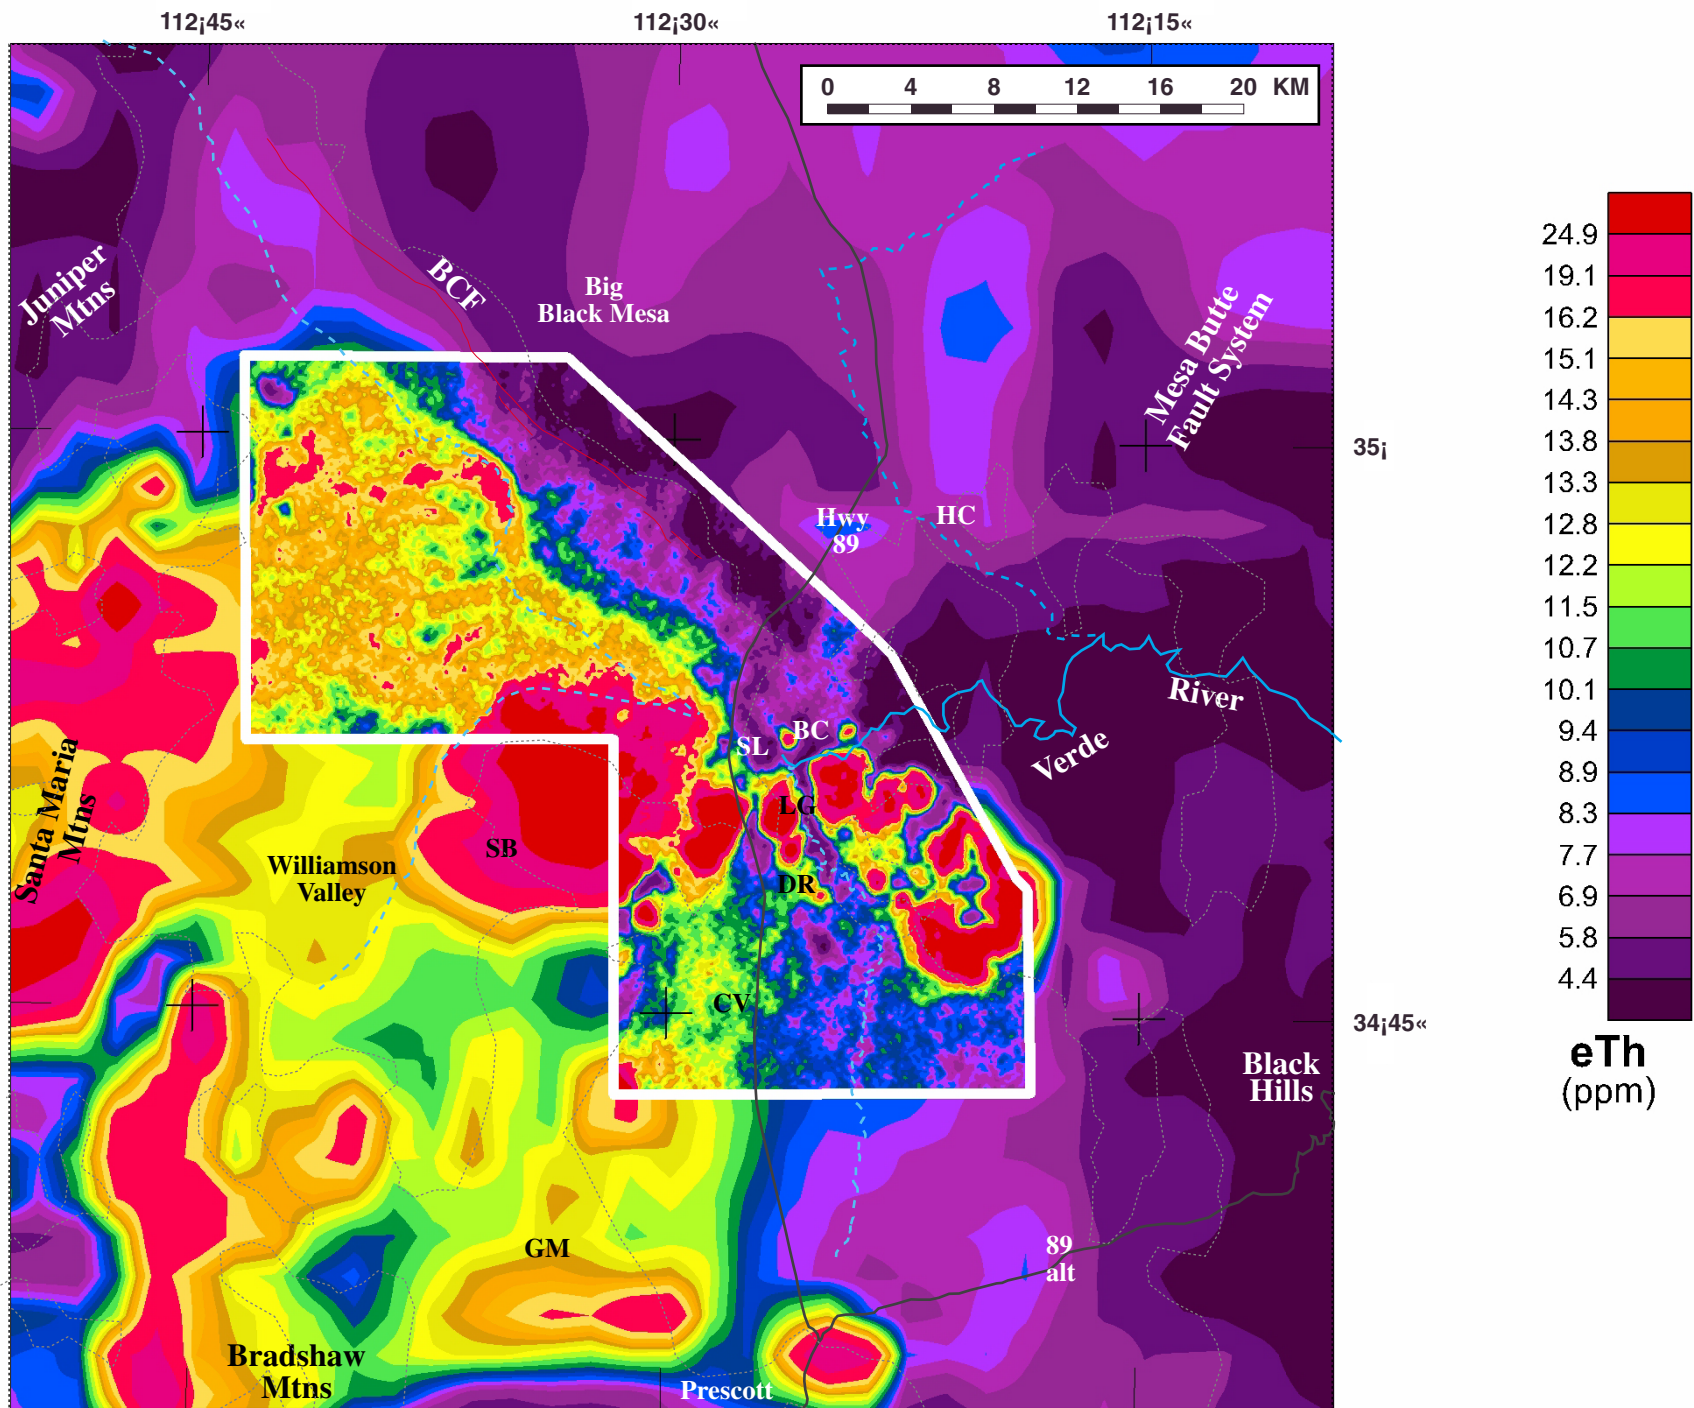 112¡45«
112¡30«
112¡15«
0 4 8 12 16 20 KM
Juniper
Mtns
BCF
Big
Black Mesa
Mesa Butte
Fault System
35¡
Hwy
89
HC
River
Verde
BC
SL
LG
DR
SB
Santa Maria
Mtns
Williamson
Valley
CV
34¡45«
Black
Hills
GM
89
alt
Bradshaw
Mtns
Prescott
24.9
19.1
16.2
15.1
14.3
13.8
13.3
12.8
12.2
11.5
10.7
10.1
9.4
8.9
8.3
7.7
6.9
5.8
4.4
eTh
(ppm)